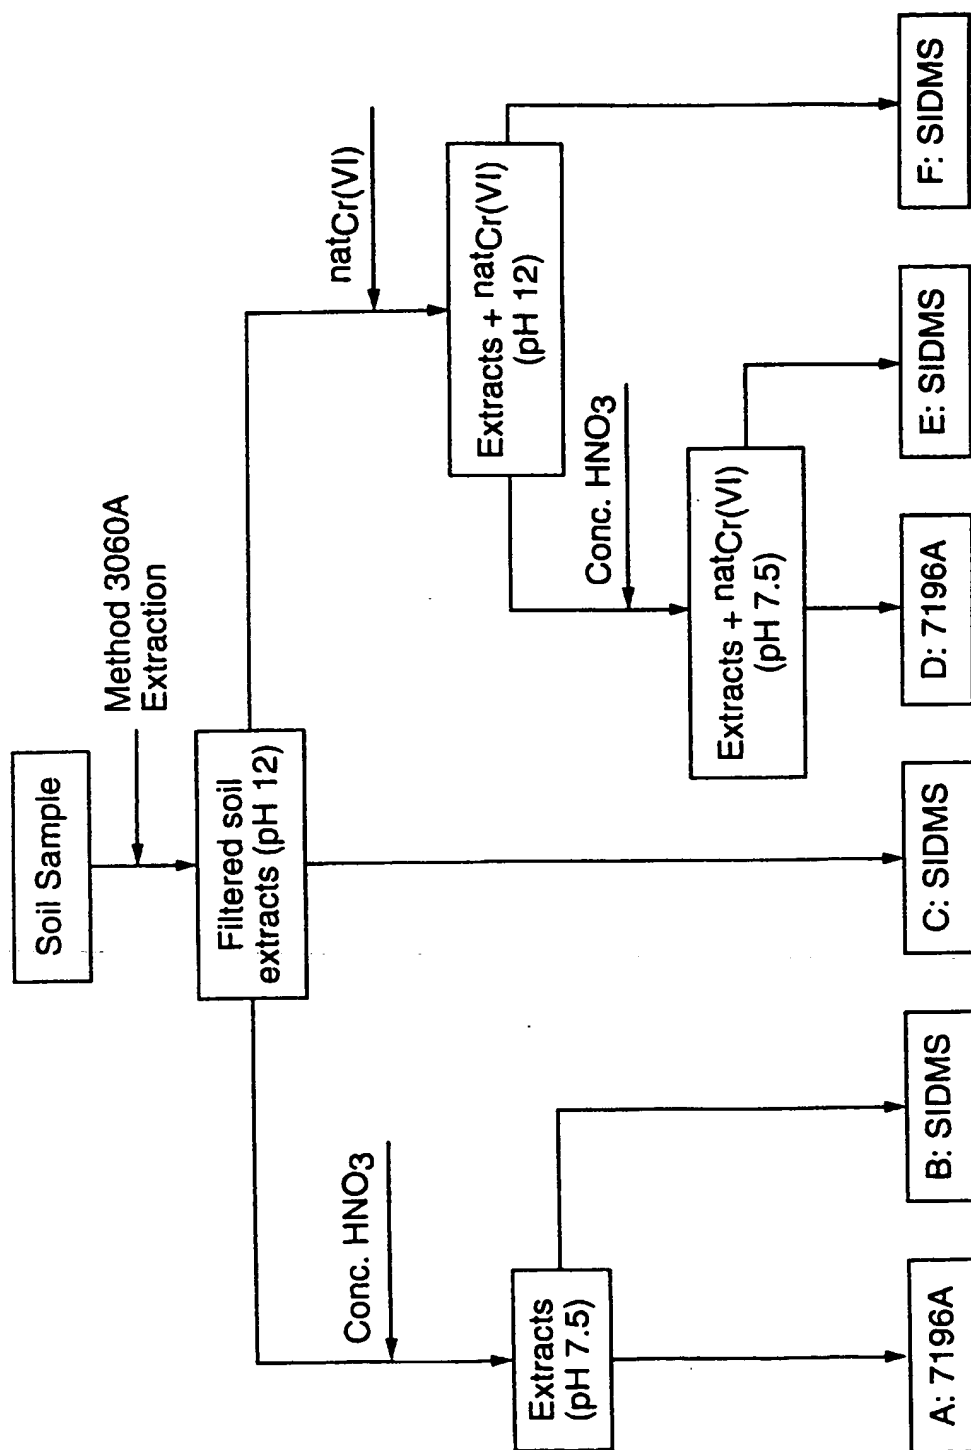 Soil Sample
Method 3060A
Extraction
Filtered soil
extracts (pH 12)
Conc. HNO3
natCr(VI)
Extracts
(pH 7.5)
Extracts + natCr(VI)
(pH 12)
Conc. HNO3
Extracts + natCr(VI)
(pH 7.5)
A: 7196A
B: SIDMS
C: SIDMS
D: 7196A
E: SIDMS
F: SIDMS